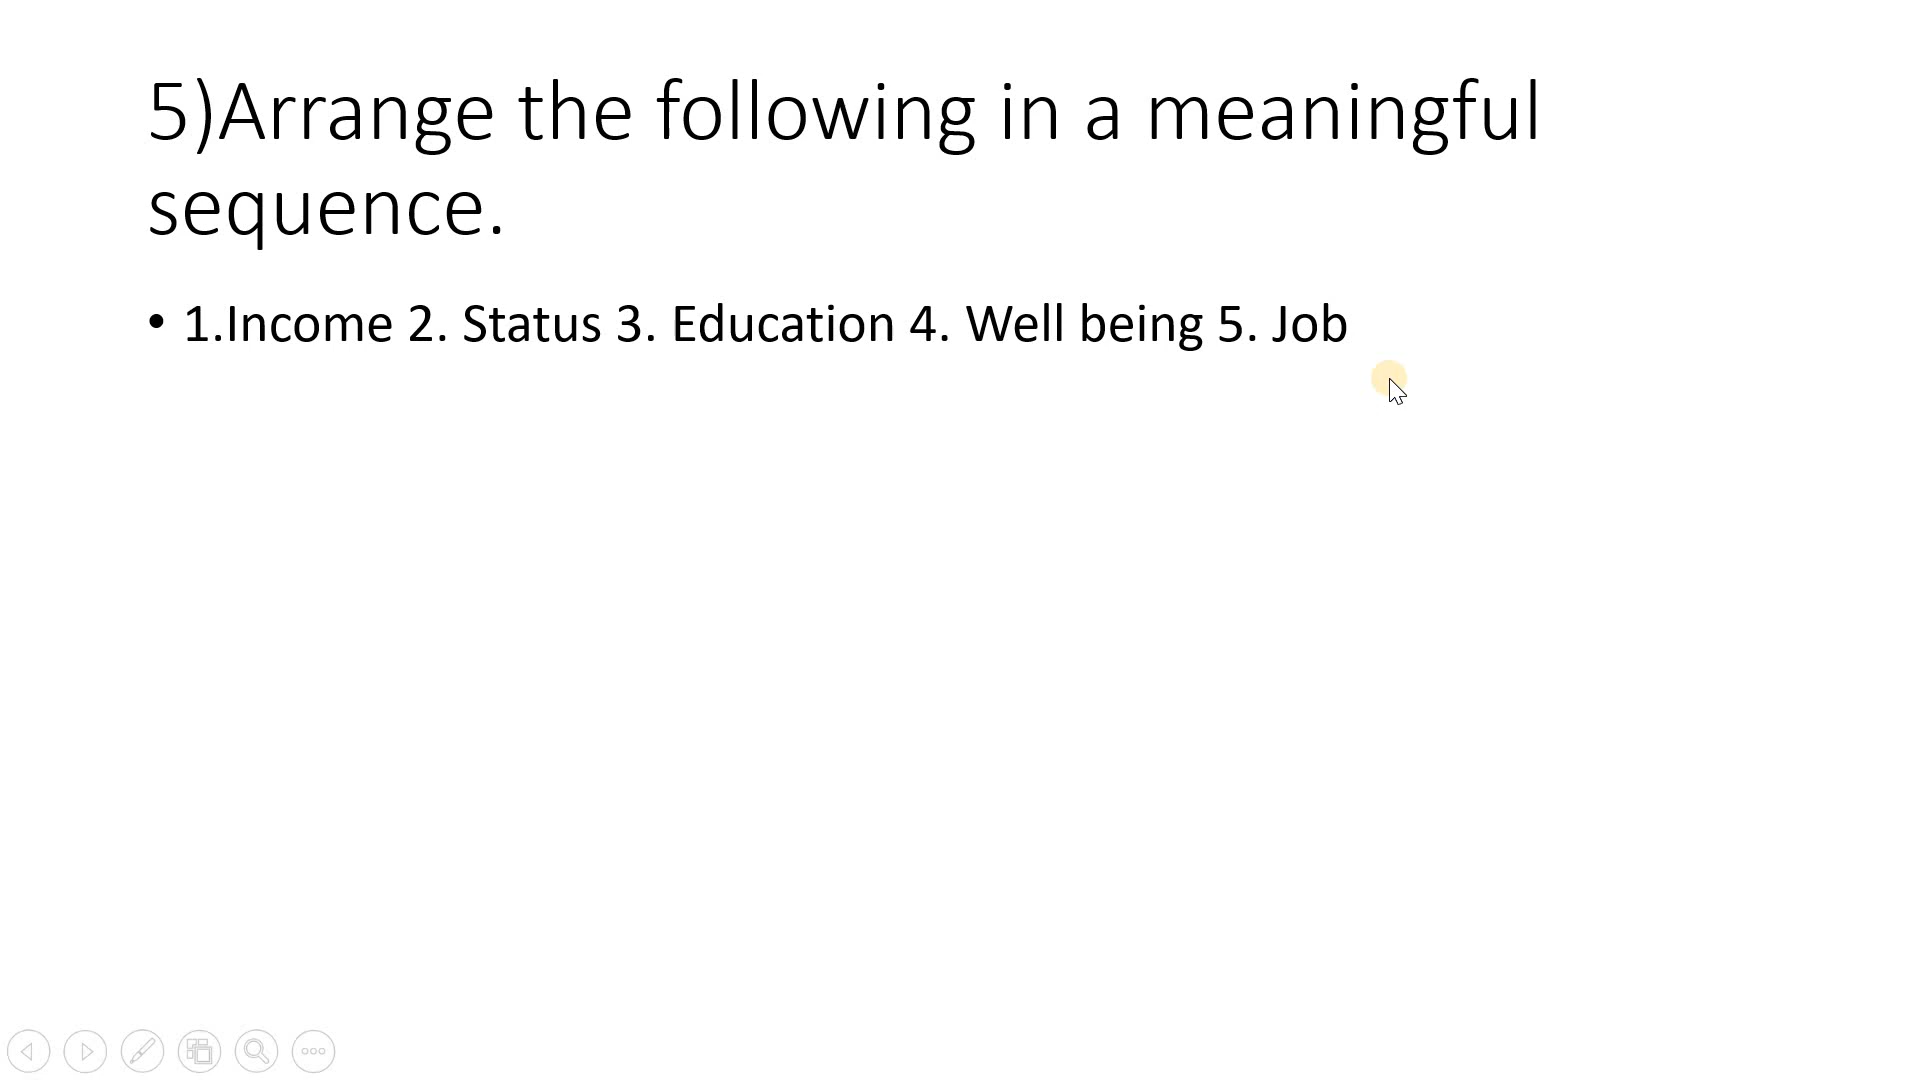 5)Arrange the following in a meaningful
sequence.
• 1.Income 2. Status 3. Education 4. Well being 5. Job